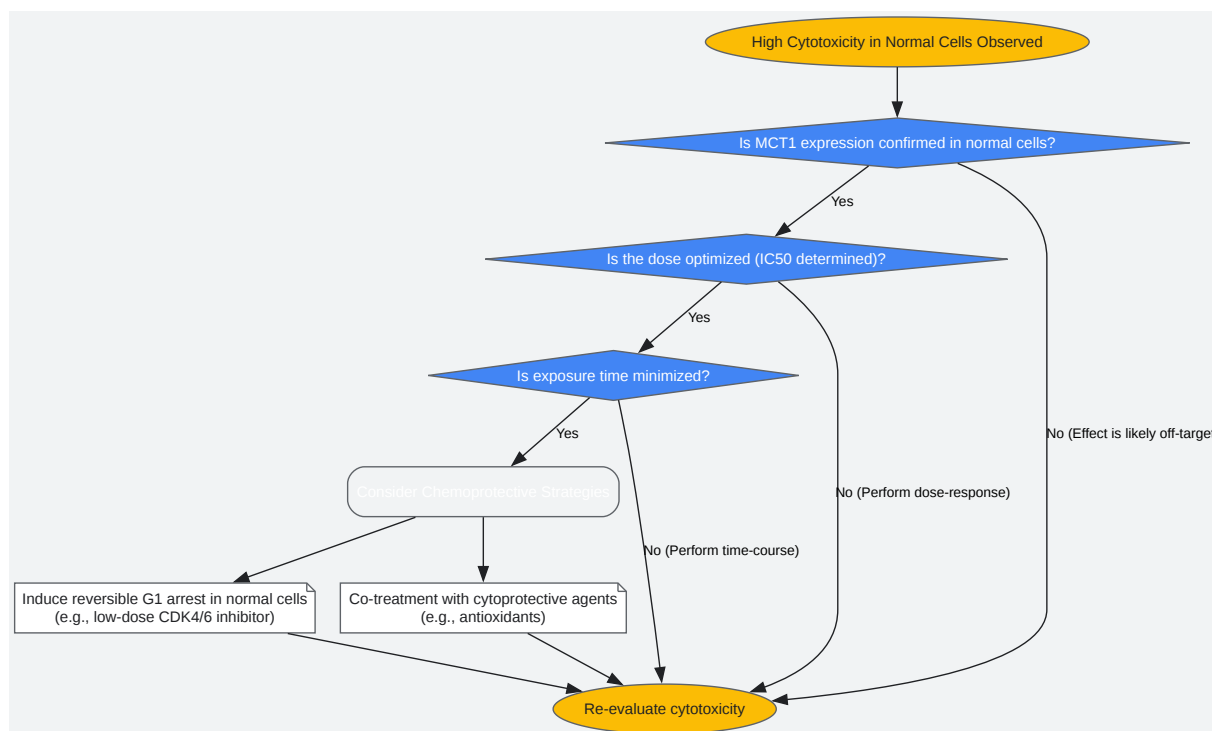 High Cytotoxicity in Normal Cells Observed
Is MCT1 expression confirmed in normal cells?
Yes
Is the dose optimized (IC50 determined)?
Yes
Is exposure time minimized?
Yes
No (Effect is likely off-targe
Consider Chemoprotective Strategies
No (Perform dose-response)
No (Perform time-course)
Induce reversible G1 arrest in normal cells
(e.g., low-dose CDK4/6 inhibitor)
Co-treatment with cytoprotective agents
(e.g., antioxidants)
Re-evaluate cytotoxicity